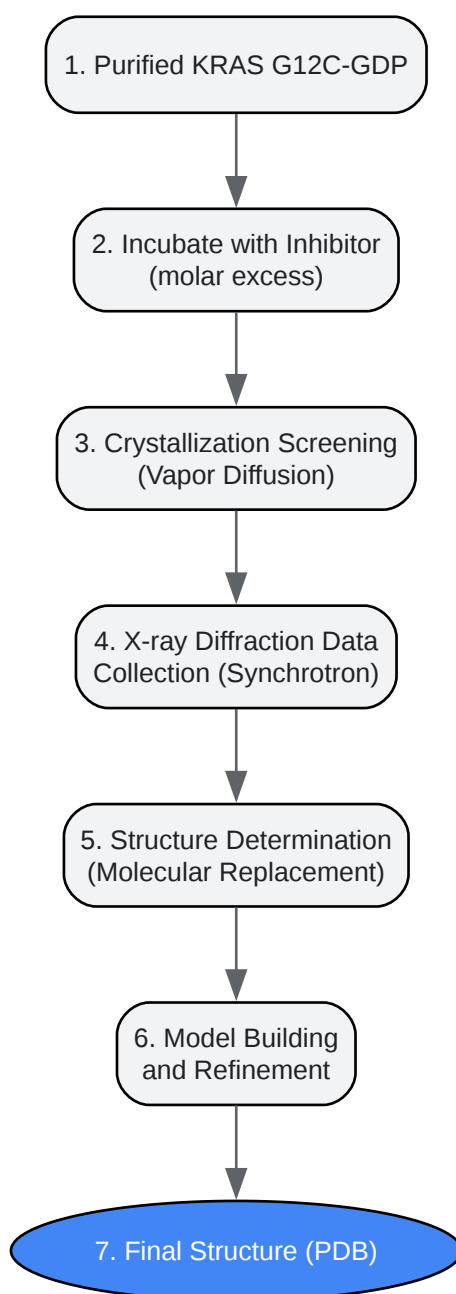 1. Purified KRAS G12C-GDP
2. Incubate with Inhibitor
(molar excess)
3. Crystallization Screening
(Vapor Diffusion)
4. X-ray Diffraction Data
Collection (Synchrotron)
5. Structure Determination
(Molecular Replacement)
6. Model Building
and Refinement
7. Final Structure (PDB)